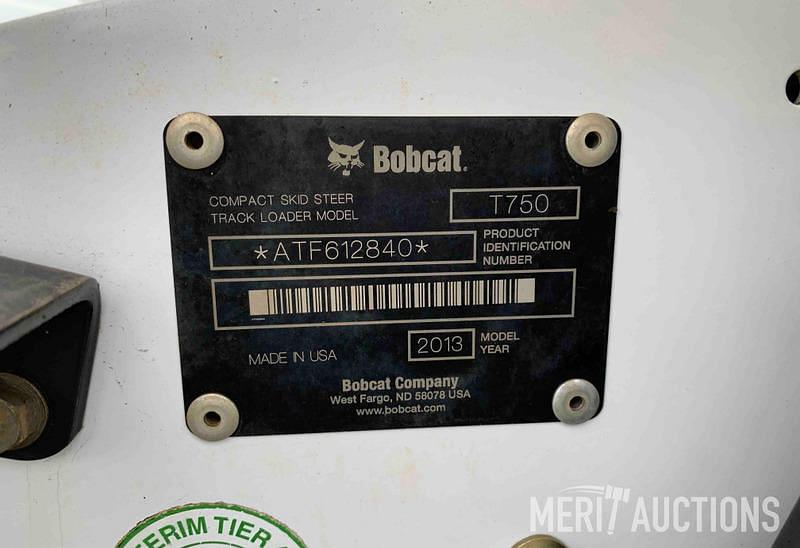 Bobcat.
COMPACT SKID STEER
TRACK LOADER MODEL
T750
*ATF612840*
PRODUCT
IDENTIFICATION
NUMBER
MADE IN USA
2013
MODEL
YEAR
Bobcat Company
West Fargo, ND 58078 USA
www.bobcat.com
TIER
MERIT AUCTIONS